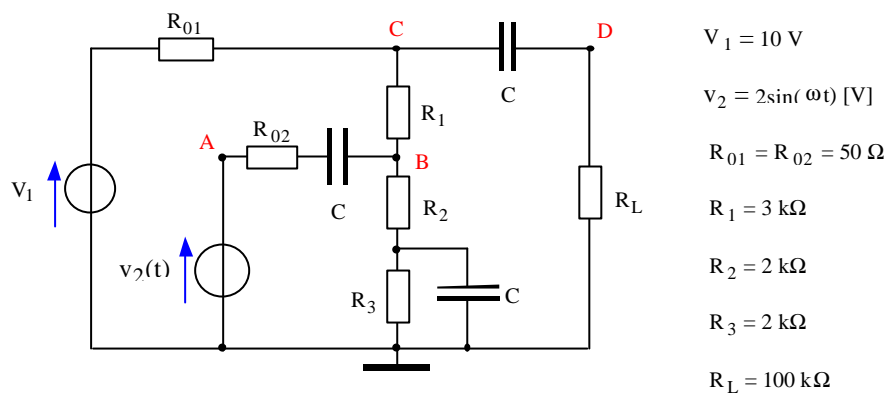 R01
C
D
C
R1
A
R02
B
C
R2
RL
V1
v2(t)
R3
C
V1 = 10 V
v2 = 2sin( ωt) [V]
R01 = R02 = 50 Ω
R1 = 3 kΩ
R2 = 2 kΩ
R3 = 2 kΩ
RL = 100 kΩ